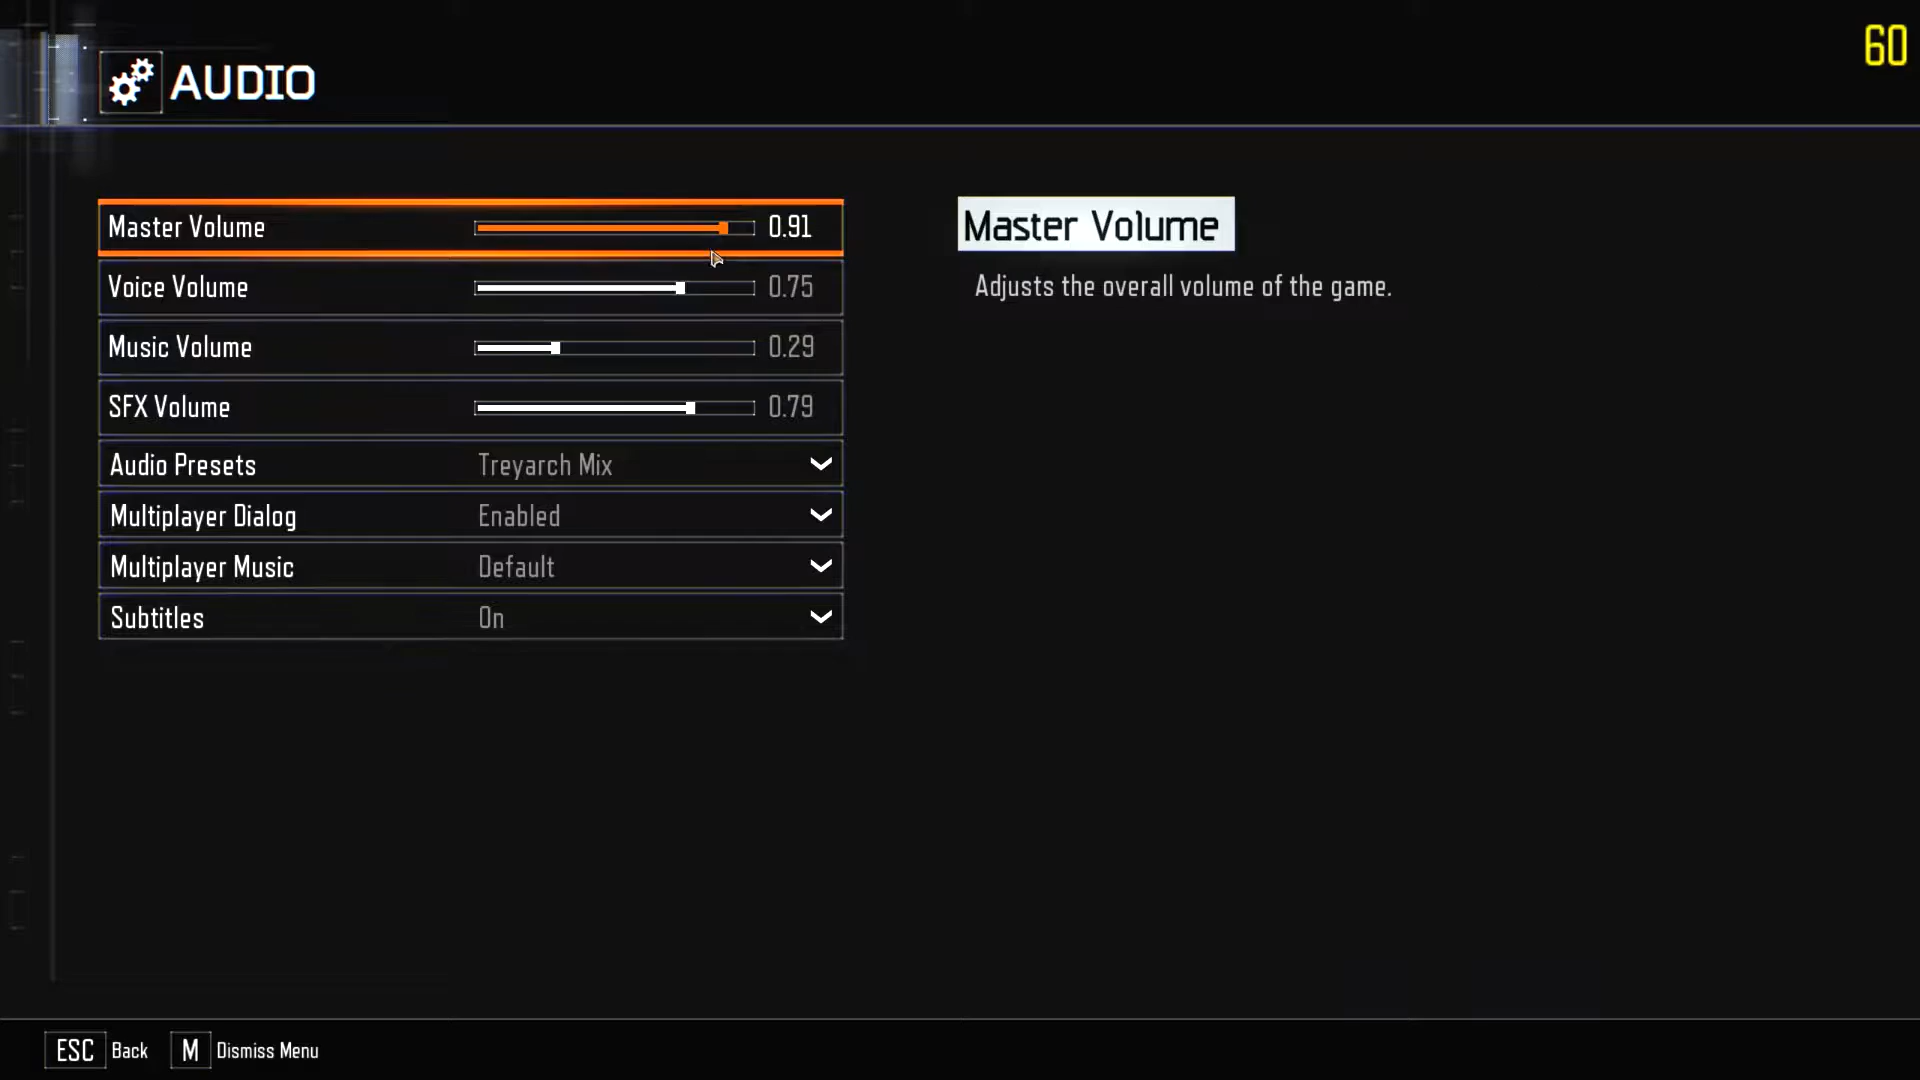 60
AUDIO
Master Volume 0.91
Voice Volume 0.75
Music Volume 0.29
SFX Volume 0.79
Audio Presets Treyarch Mix
Multiplayer Dialog Enabled
Multiplayer Music Default
Subtitles On
Master Volume
Adjusts the overall volume of the game.
ESC Back M Dismiss Menu